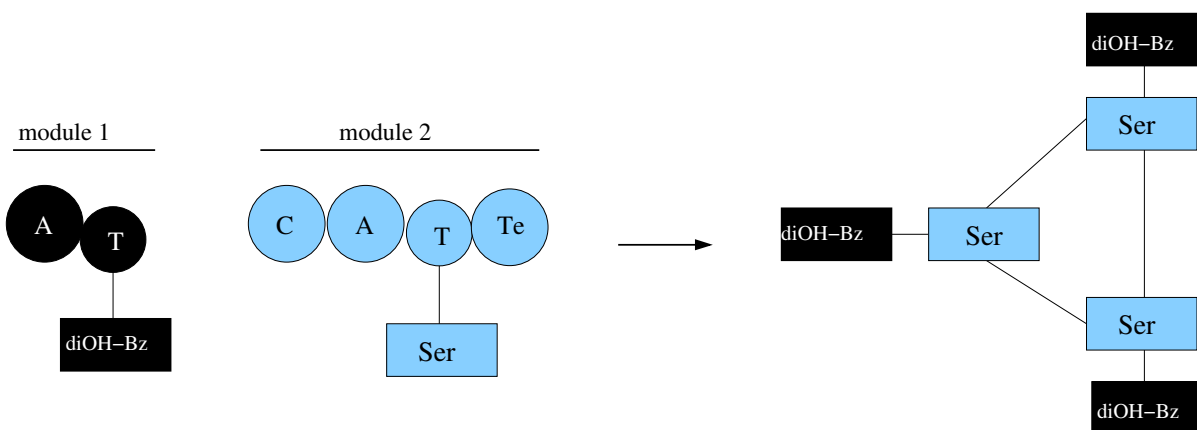 module 1
module 2
A
T
C
A
T
Te
diOH−Bz
Ser
diOH−Bz
Ser
diOH−Bz
Ser
Ser
diOH−Bz